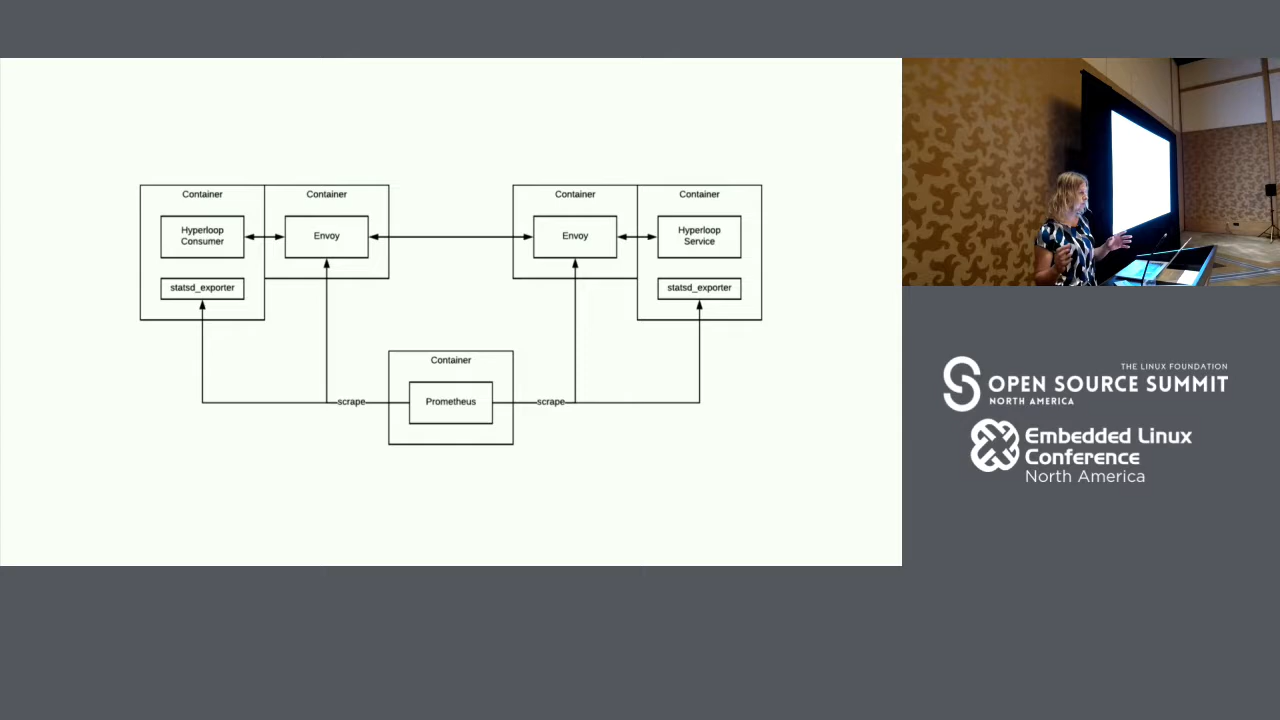 Container
Container
Container
Container
Hyperloop
Consumer
Envoy
Envoy
Hyperloop
Service
statsd_exporter
statsd_exporter
Container
scrape
Prometheus
scrape
THE LINUX FOUNDATION
OPEN SOURCE SUMMIT
NORTH AMERICA
Embedded Linux
Conference
North America